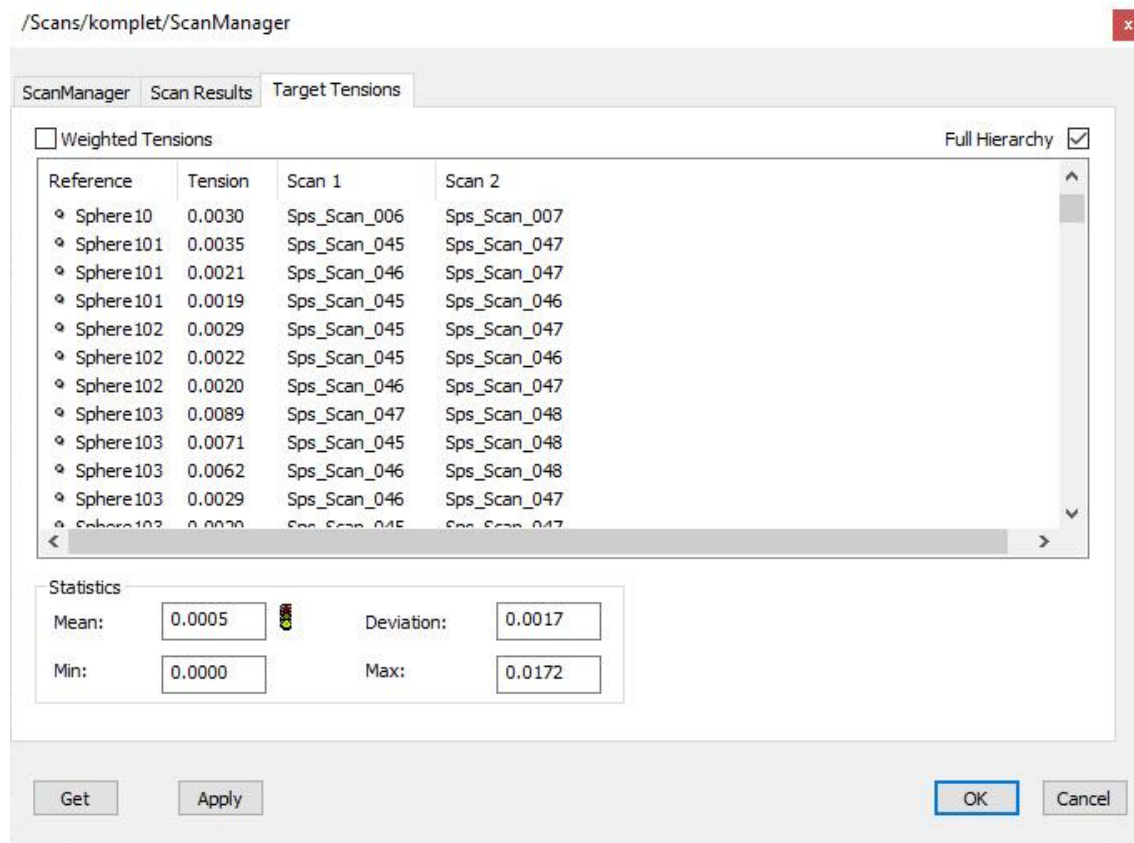 /Scans/komplet/ScanManager
x
ScanManager Scan Results Target Tensions
Weighted Tensions Full Hierarchy
Reference Tension Scan 1 Scan 2
Sphere10 0.0030 Sps_Scan_006 Sps_Scan_007
Sphere101 0.0035 Sps_Scan_045 Sps_Scan_047
Sphere101 0.0021 Sps_Scan_046 Sps_Scan_047
Sphere101 0.0019 Sps_Scan_045 Sps_Scan_046
Sphere102 0.0029 Sps_Scan_045 Sps_Scan_047
Sphere102 0.0022 Sps_Scan_045 Sps_Scan_046
Sphere102 0.0020 Sps_Scan_046 Sps_Scan_047
Sphere103 0.0089 Sps_Scan_047 Sps_Scan_048
Sphere103 0.0071 Sps_Scan_045 Sps_Scan_048
Sphere103 0.0062 Sps_Scan_046 Sps_Scan_048
Sphere103 0.0029 Sps_Scan_046 Sps_Scan_047
Sphere103 Sps_Scan_045 Sps_Scan_047
Statistics
Mean: 0.0005 Deviation: 0.0017
Min: 0.0000 Max: 0.0172
Get Apply OK Cancel